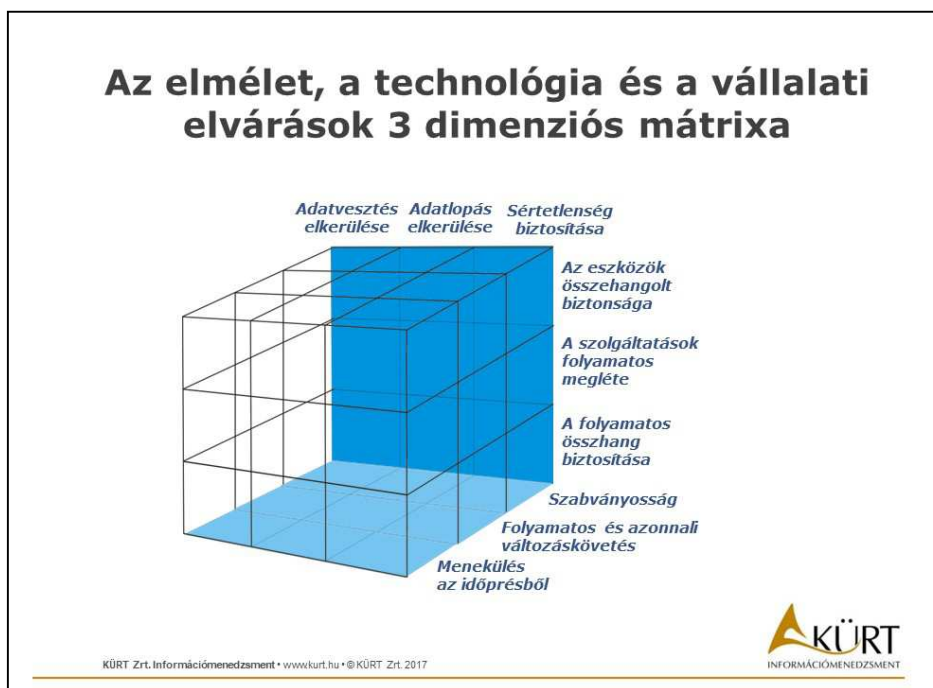 Az elmélet, a technológia és a vállalati
elvárások 3 dimenziós mátrixa
Adatvesztés
elkerülése
Adatlopás
elkerülése
Sértetlenség
biztosítása
Az eszközök
összehangolt
biztonsága
A szolgáltatások
folyamatos
megléte
A folyamatos
összhang
biztosítása
Szabványosság
Folyamatos és azonnali
változáskövetés
Menekülés
az időprésből
KÜRT
INFORMÁCIÓMENEDZSMENT
KÜRT Zrt. Információmenedzsment • www.kurt.hu • © KÜRT Zrt. 2017